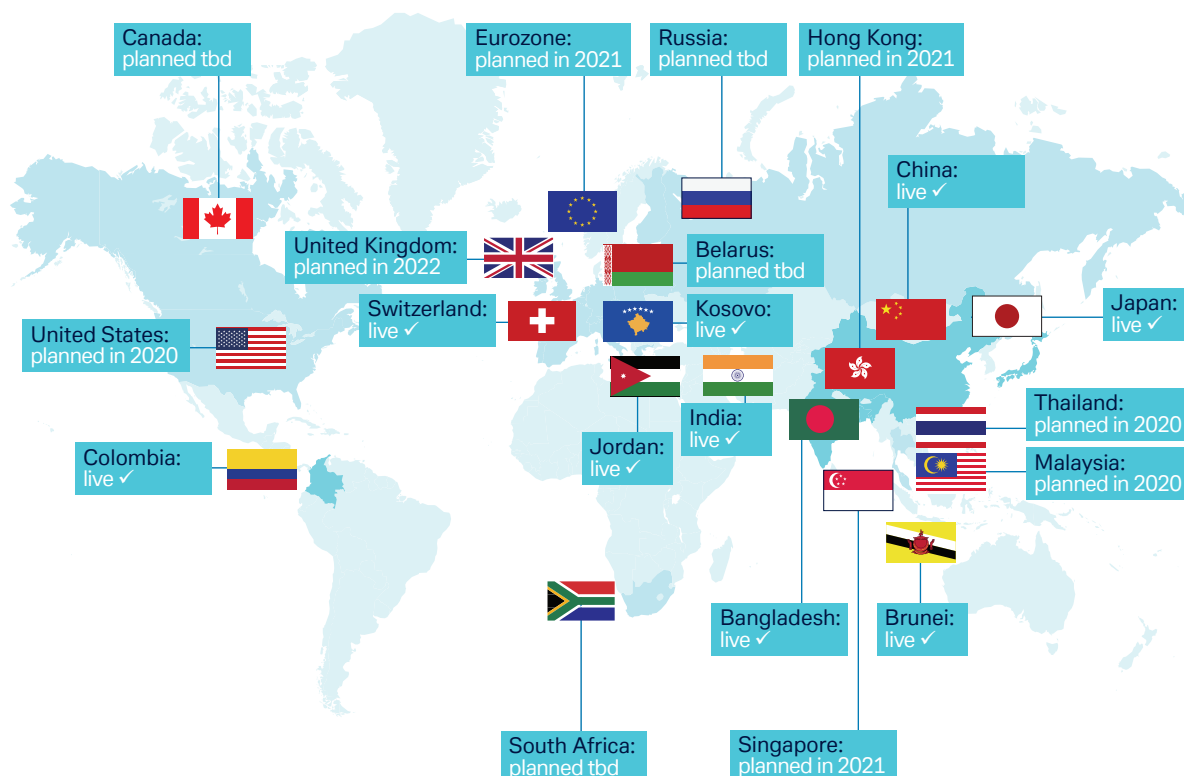 Canada:
planned tbd
Eurozone:
planned in 2021
Russia:
planned tbd
Hong Kong:
planned in 2021
China:
live ✓
United Kingdom:
planned in 2022
Belarus:
planned tbd
Switzerland:
live ✓
Kosovo:
live ✓
Japan:
live ✓
United States:
planned in 2020
Thailand:
planned in 2020
India:
live ✓
Jordan:
live ✓
Colombia:
live ✓
Malaysia:
planned in 2020
Bangladesh:
live ✓
Brunei:
live ✓
South Africa:
planned tbd
Singapore:
planned in 2021